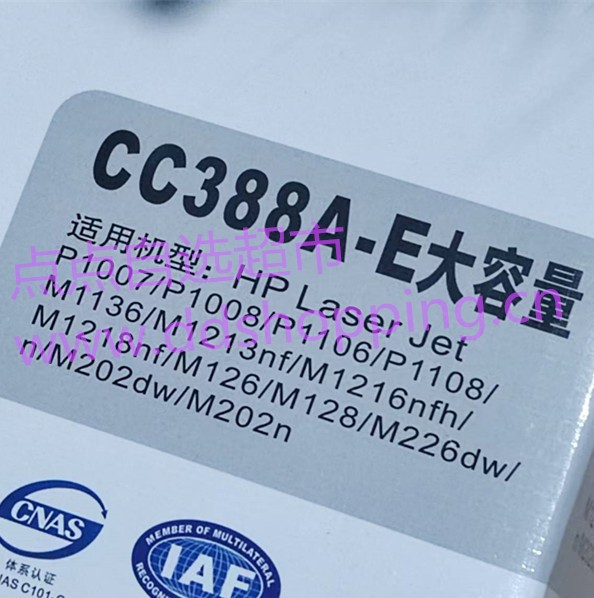 CC388A-E大容量
适用机型：HP Laser Jet
P1007/P1008/P1106/P1108/
M1136/M1213nf/M1216nfh/
M1218nf/M126/M128/M226dw/
n/M202dw/M202n
点点自选超市
www.ddshopping.cn
CNAS
体系认证
MEMBER OF MULTILATERAL
IAF